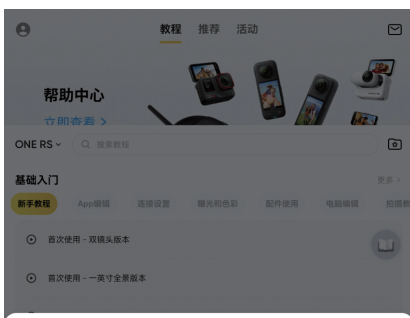 教程 推荐 活动
帮助中心
立即查看 >
ONE RS 搜索教程
基础入门 更多 >
新手教程 App编辑 连接设置 曝光和色彩 配件使用 电脑编辑 拍摄教
首次使用 - 双镜头版本
首次使用 - 一英寸全景版本